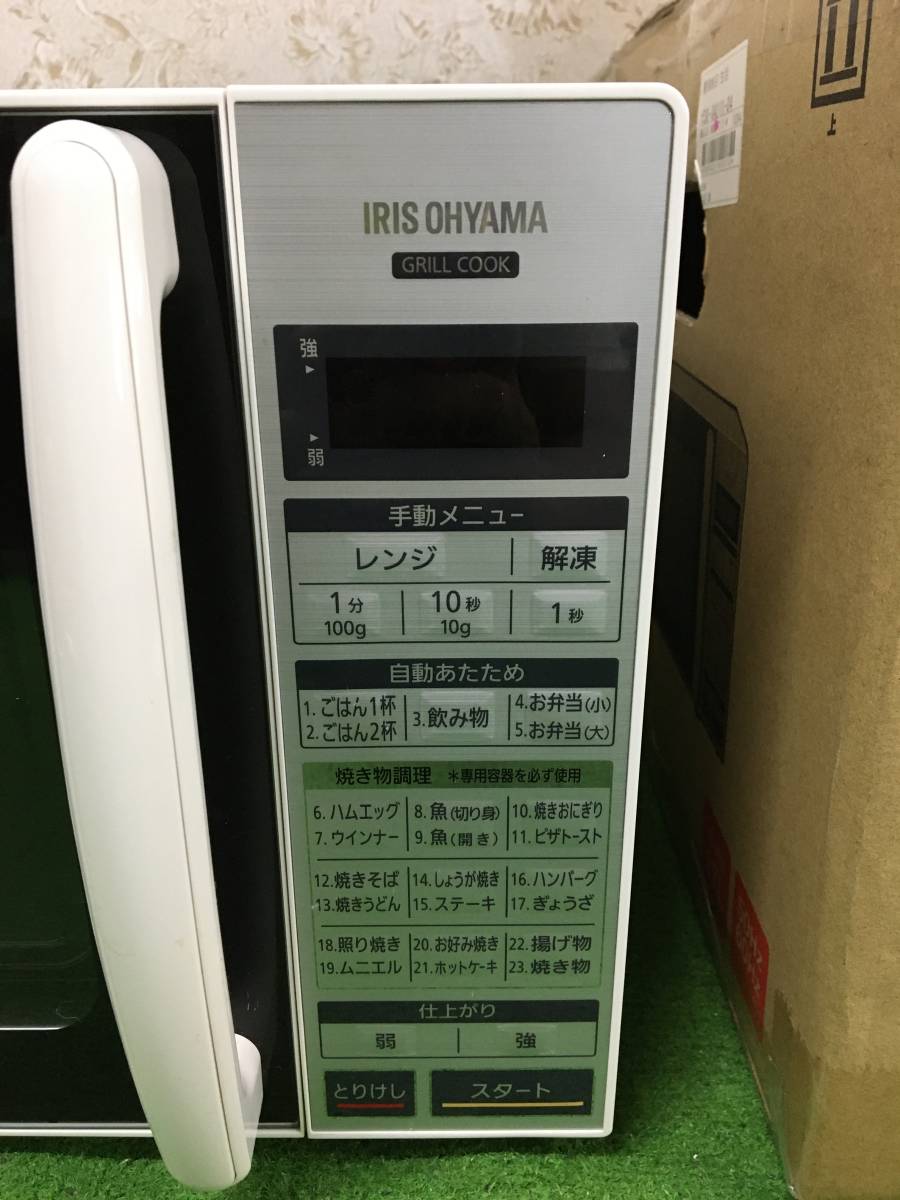 IRIS OHYAMA
GRILL COOK
強
弱
手動メニュー
レンジ 解凍
1分 10秒 1秒
100g 10g
自動あたため
1.ごはん1杯 3.飲み物 4.お弁当(小)
2.ごはん2杯 5.お弁当(大)
焼き物調理 *専用容器を必ず使用
6.ハムエッグ 8.魚(切り身) 10.焼きおにぎり
7.ウインナー 9.魚(開き) 11.ピザトースト
12.焼きそば 14.しょうが焼き 16.ハンバーグ
13.焼きうどん 15.ステーキ 17.ぎょうざ
18.照り焼き 20.お好み焼き 22.揚げ物
19.ムニエル 21.ホットケーキ 23.焼き物
仕上がり
弱 強
とりけし スタート
上